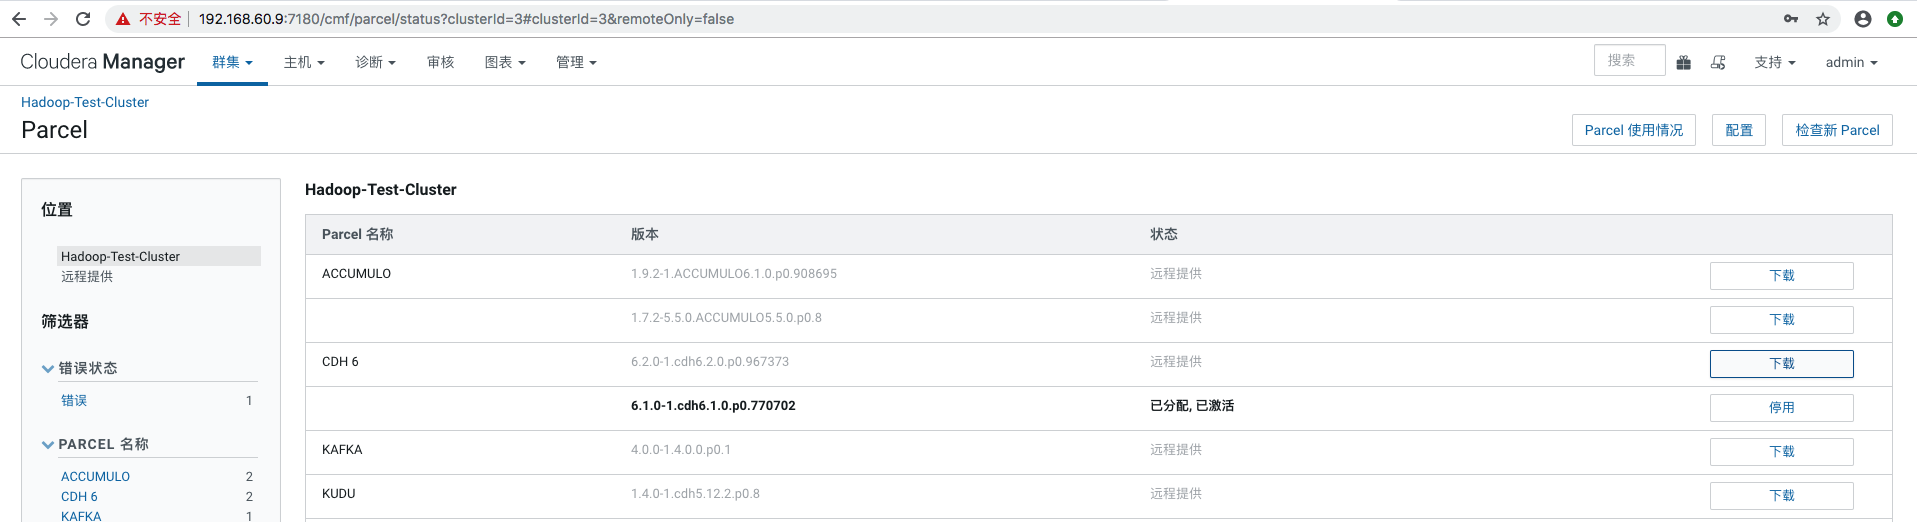 不安全 192.168.60.9:7180/cmf/parcel/status?clusterId=3#clusterId=3&remoteOnly=false
Cloudera Manager 群集 主机 诊断 审核 图表 管理 搜索 支持 admin
Hadoop-Test-Cluster
Parcel
Parcel 使用情况 配置 检查新 Parcel
位置
Hadoop-Test-Cluster
远程提供
筛选器
错误状态
错误 1
PARCEL 名称
ACCUMULO 2
CDH 6 2
KAFKA 1
Hadoop-Test-Cluster
Parcel 名称 版本 状态
ACCUMULO 1.9.2-1.ACCUMULO6.1.0.p0.908695 远程提供 下载
1.7.2-5.5.0.ACCUMULO5.5.0.p0.8 远程提供 下载
CDH 6 6.2.0-1.cdh6.2.0.p0.967373 远程提供 下载
6.1.0-1.cdh6.1.0.p0.770702 已分配, 已激活 停用
KAFKA 4.0.0-1.4.0.0.p0.1 远程提供 下载
KUDU 1.4.0-1.cdh5.12.2.p0.8 远程提供 下载